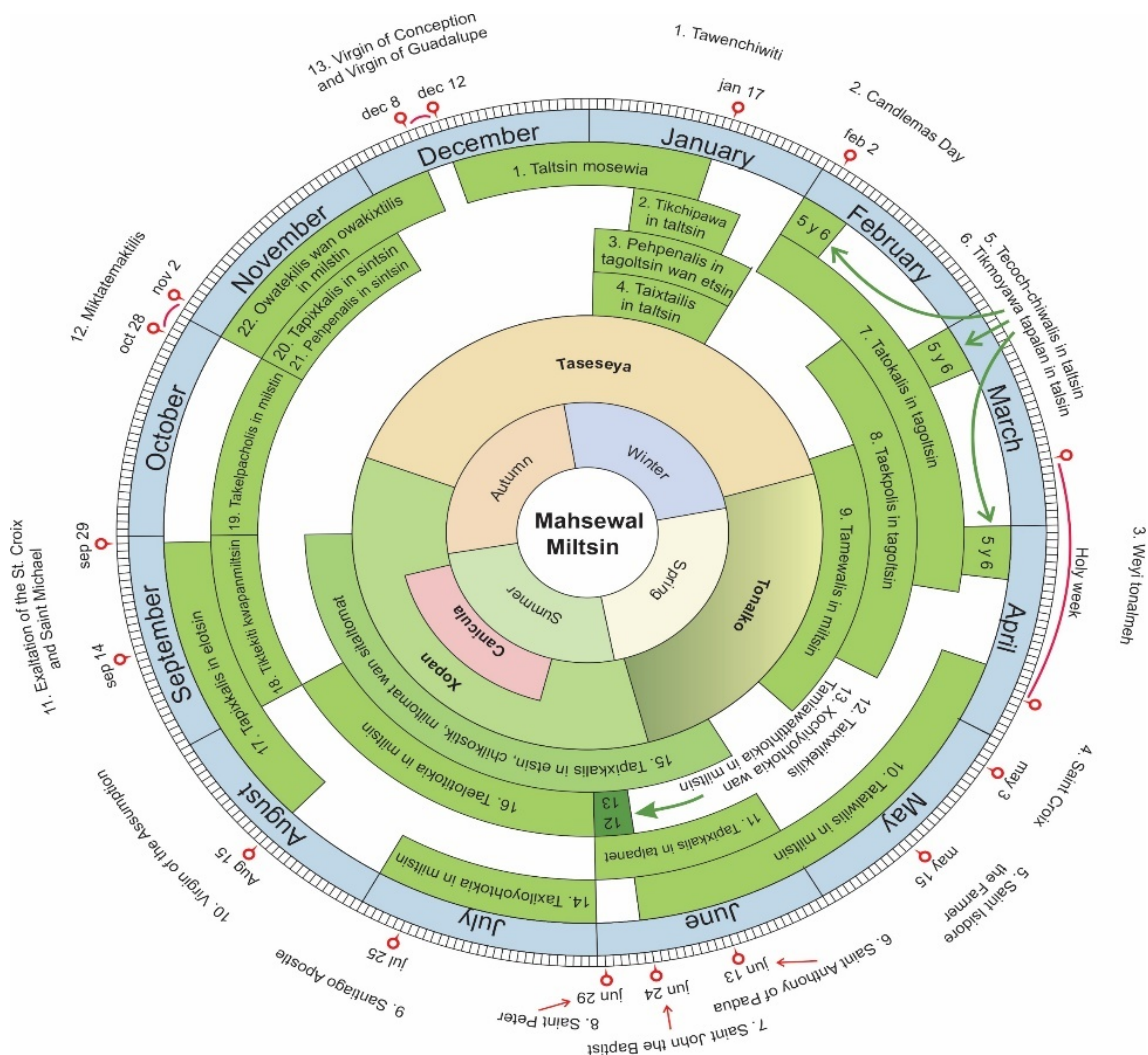 1. Tawenchiwiti
jan 17
2. Candlemas Day
feb 2
5. Tecoch-chiwalis in taltsin
6. Tikmoyawa tapalan in talsin
3. Weyi tonalmeh
Holy week
4. Saint Croix
may 3
5. Saint Isidore
the Farmer
may 15
6. Saint Anthony of Padua
jun 13
7. Saint John the Baptist
jun 24
8. Saint Peter
jun 29
9. Santiago Apostle
jul 25
10. Virgin of the Assumption
Aug 15
11. Exaltation of the St. Croix
and Saint Michael
sep 14
sep 29
12. Miktatemaktilis
oct 28
nov 2
13. Virgin of Conception
and Virgin of Guadalupe
dec 8
dec 12
January
February
March
April
May
June
July
August
September
October
November
December
1. Taltsin mosewia
2. Tikchipawa
in taltsin
3. Pehpenalis in
tagoltsin wan etsin
4. Taixtailis
in taltsin
5 y 6
5 y 6
5 y 6
7. Tatokalis in tagoltsin
8. Taekpolis in tagoltsin
9. Tamewalis in miltsin
10. Tatalwilis in miltsin
11. Tapixkalis in talpanet
12. Taixwitekilis
13. Xochiyohtokia wan
Tamiawatihtokia in miltsin
12
13
14. Taxiloyohtokia in miltsin
15. Tapixkalis in etsin, chilkostik, miltomat wan sitaltomat
16. Taelotitokia in miltsin
17. Tapixkalis in elotsin
18. Tiktekiti kwapanmiltsin
19. Takelpacholis in milstin
20. Tapixkalis in sintsin
21. Pehpenalis in sintsin
22. Owatekilis wan owakixtilis
in milstin
Taseseya
Tonalko
Xopan
Canicula
Autumn
Winter
Spring
Summer
Mahsewal
Miltsin